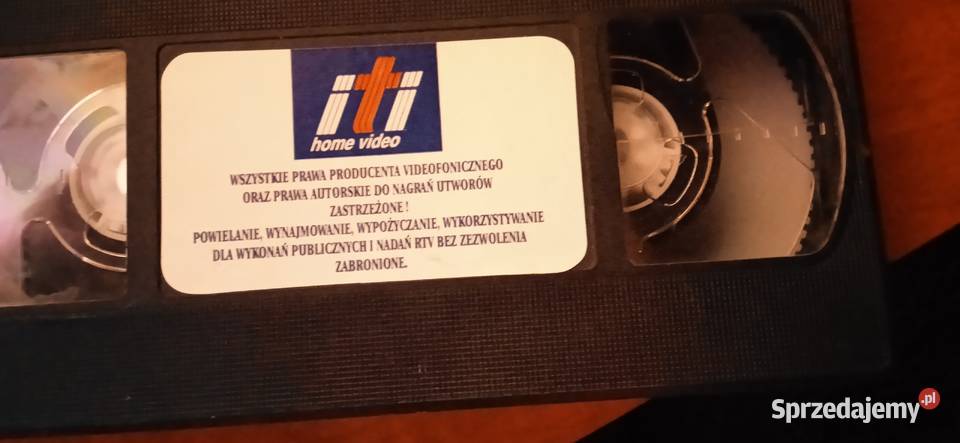 iti
home video
WSZYSTKIE PRAWA PRODUCENTA VIDEOFONICZNEGO
ORAZ PRAWA AUTORSKIE DO NAGRAŃ UTWORÓW
ZASTRZEŻONE!
POWIELANIE, WYNAJMOWANIE, WYPOŻYCZANIE, WYKORZYSTYWANIE
DLA WYKONAŃ PUBLICZNYCH I NADAŃ RTV BEZ ZEZWOLENIA
ZABRONIONE.
Sprzedajemy.pl